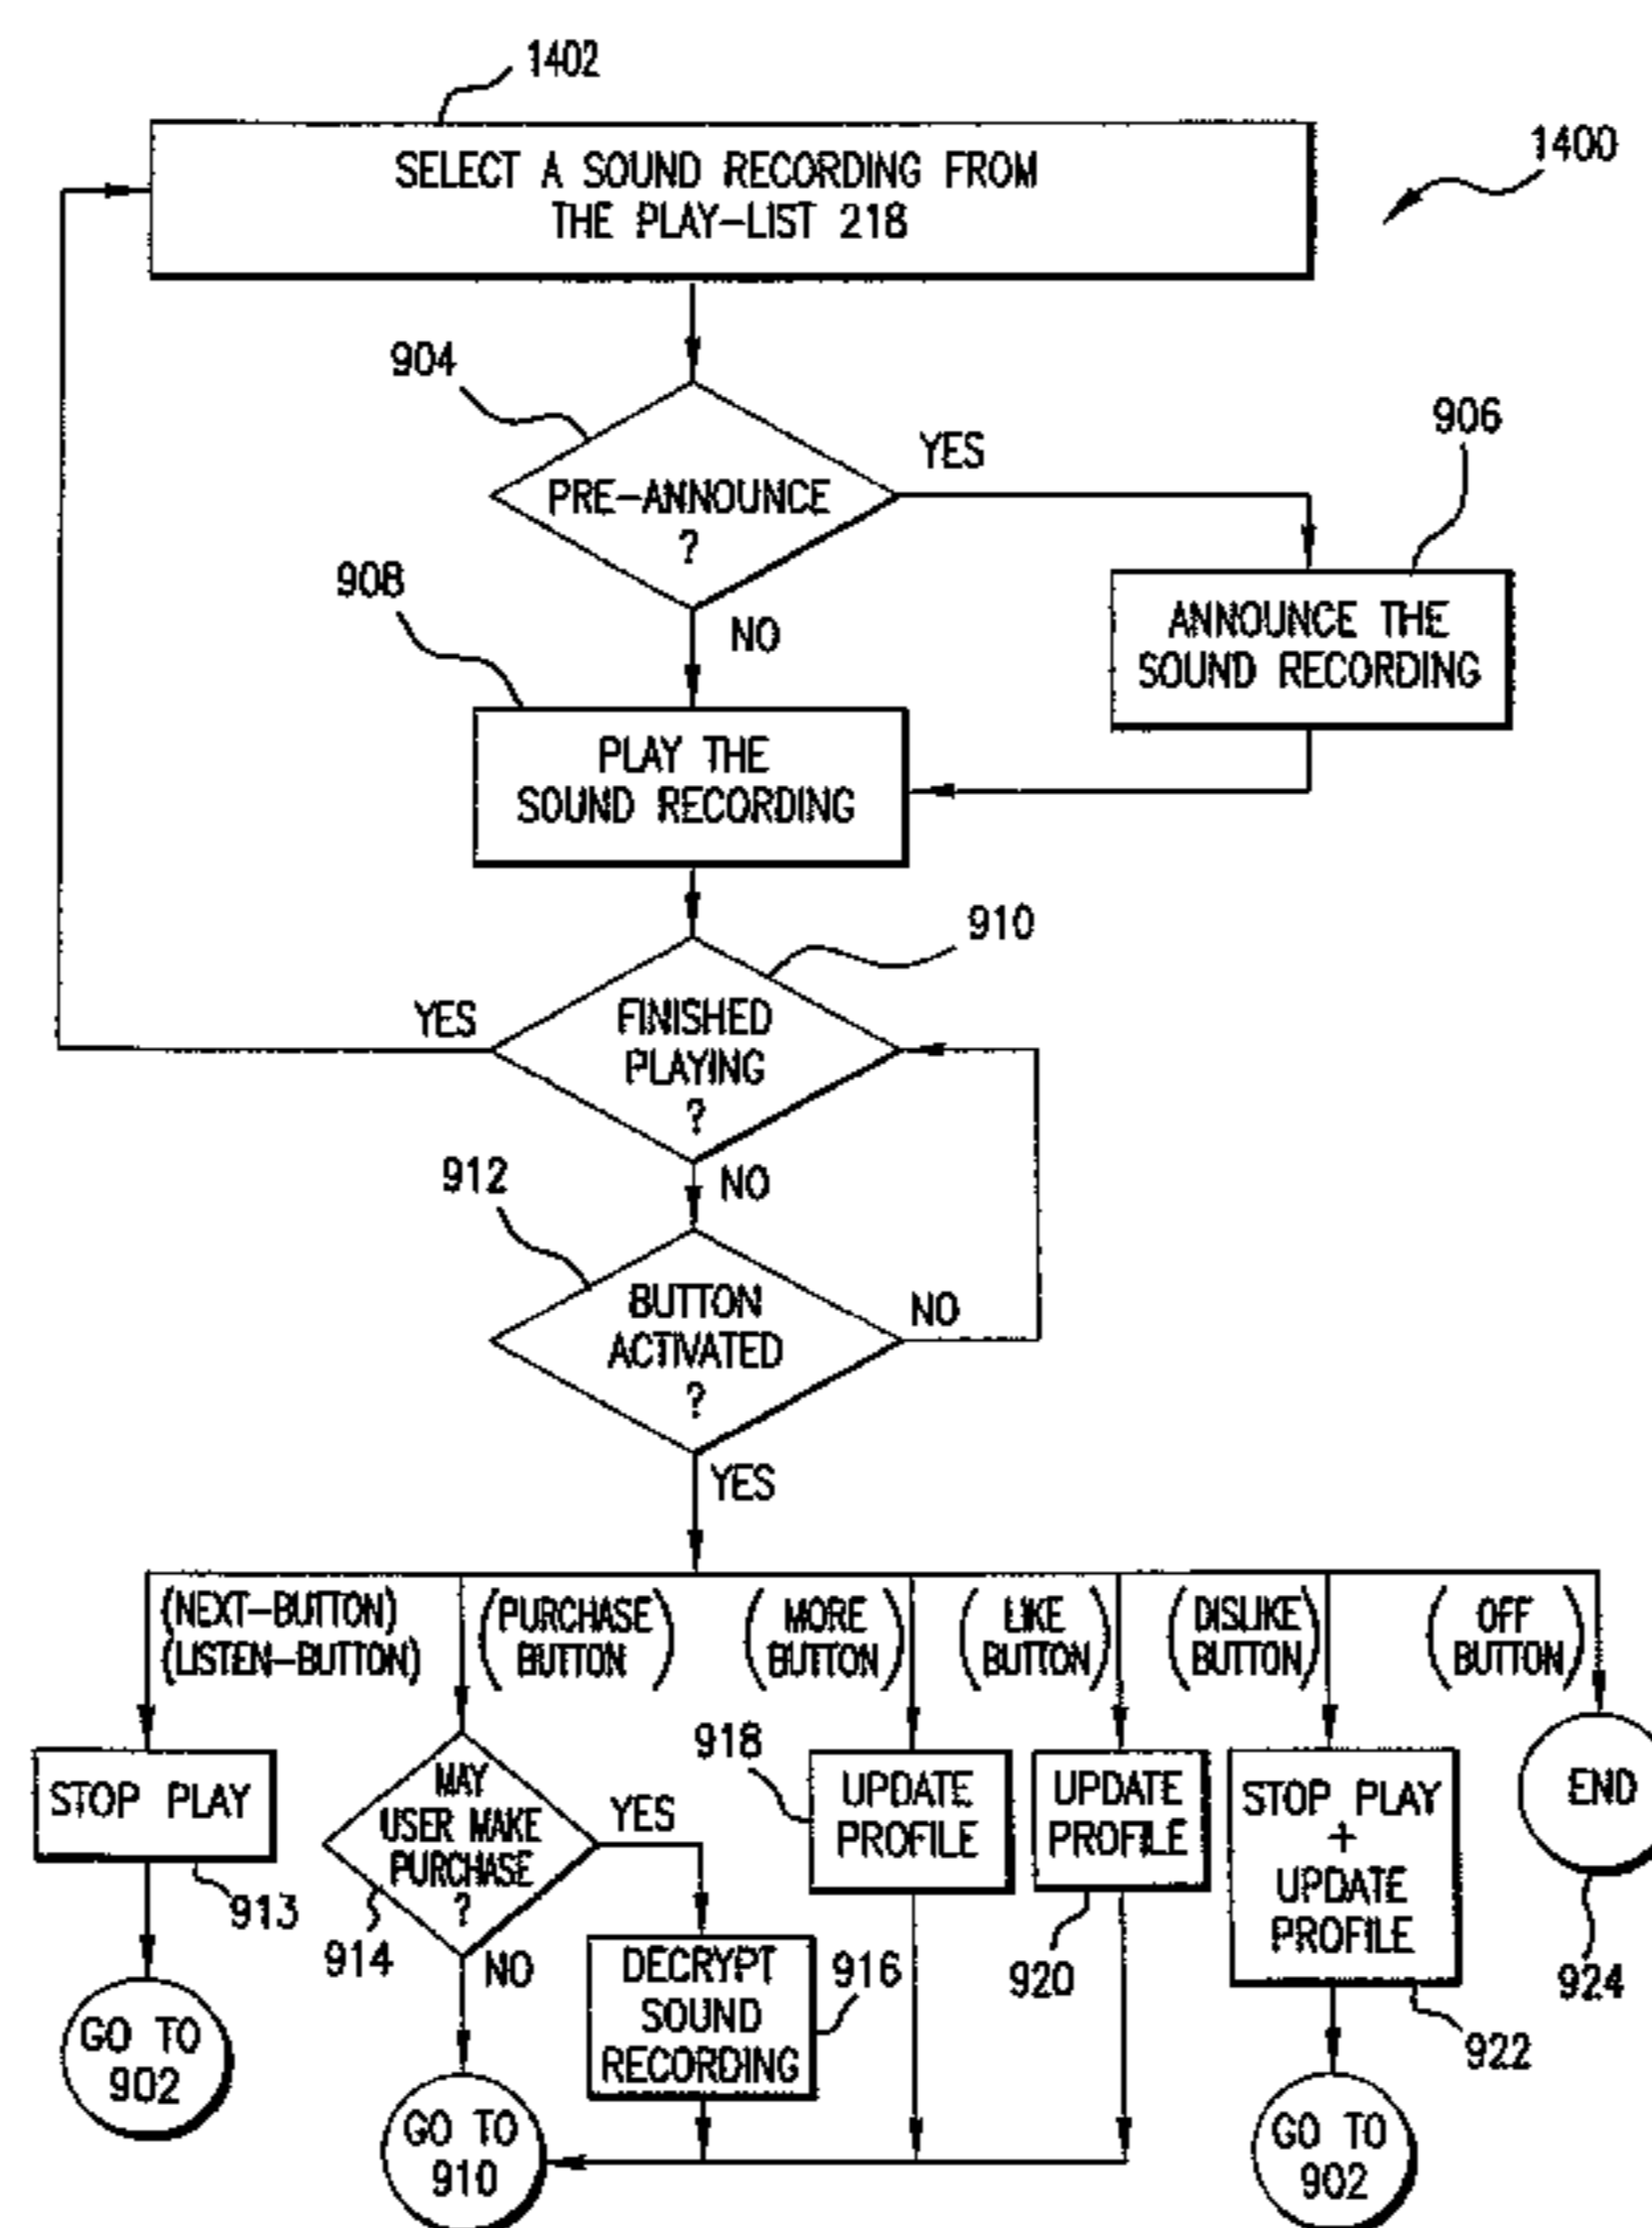 1402
1400
SELECT A SOUND RECORDING FROM
THE PLAY-LIST 218
904
PRE-ANNOUNCE
?
YES
NO
906
ANNOUNCE THE
SOUND RECORDING
908
PLAY THE
SOUND RECORDING
910
FINISHED
PLAYING
?
YES
NO
912
BUTTON
ACTIVATED
?
NO
YES
(NEXT-BUTTON)
(LISTEN-BUTTON)
(PURCHASE
BUTTON)
(MORE
BUTTON)
(LIKE
BUTTON)
(DISLIKE
BUTTON)
(OFF
BUTTON)
STOP PLAY
913
GO TO
902
MAY
USER MAKE
PURCHASE
?
914
YES
NO
DECRYPT
SOUND
RECORDING
916
GO TO
910
918
UPDATE
PROFILE
UPDATE
PROFILE
920
STOP PLAY
+
UPDATE
PROFILE
922
GO TO
902
END
924